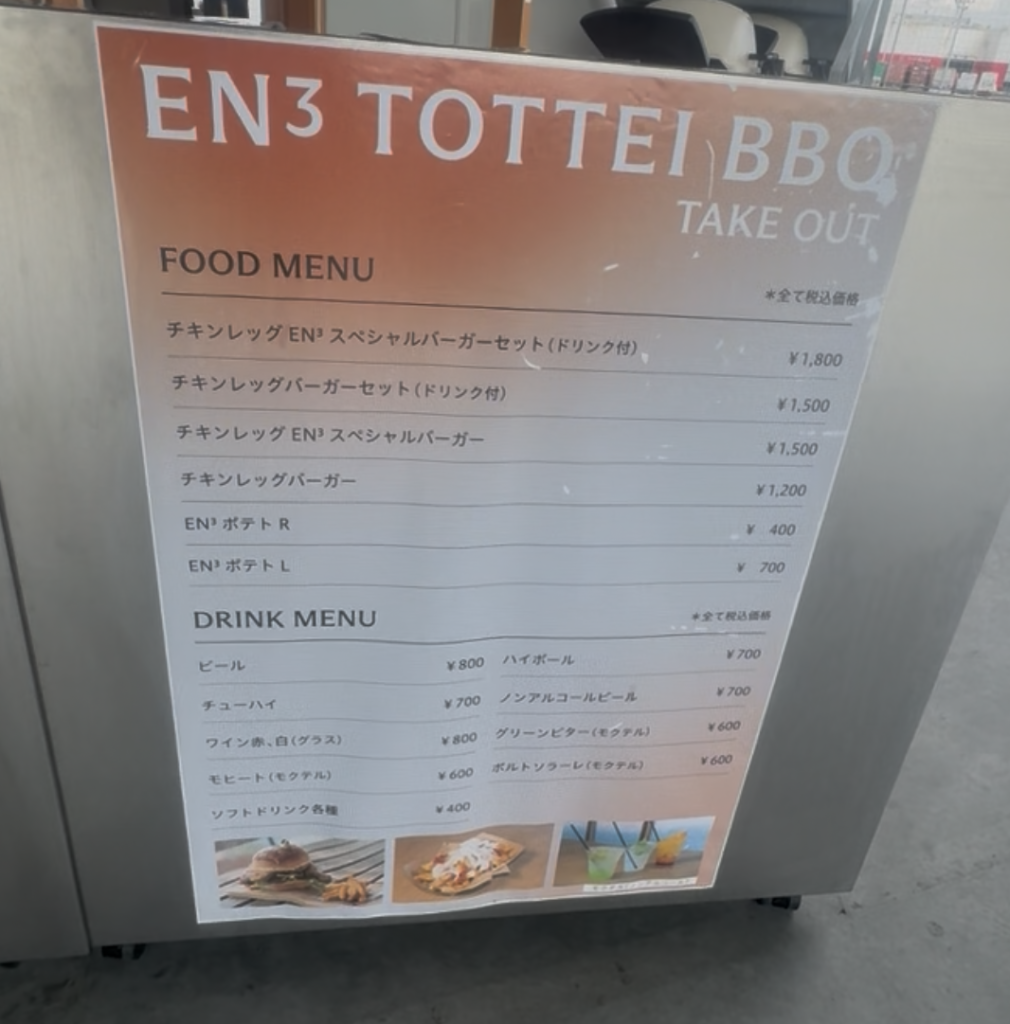 EN³ TOTTEI BBQ
TAKE OUT
FOOD MENU
＊全て税込価格
チキンレッグ EN³ スペシャルバーガーセット（ドリンク付） ￥1,800
チキンレッグバーガーセット（ドリンク付） ￥1,500
チキンレッグ EN³ スペシャルバーガー ￥1,500
チキンレッグバーガー ￥1,200
EN³ ポテト R ￥ 400
EN³ ポテト L ￥ 700
DRINK MENU
＊全て税込価格
ビール ￥800 ハイボール ￥700
チューハイ ￥700 ノンアルコールビール ￥700
ワイン赤、白（グラス） ￥800 グリーンビター（モクテル） ￥600
モヒート（モクテル） ￥600 ポルトソラーレ（モクテル） ￥600
ソフトドリンク各種 ￥400